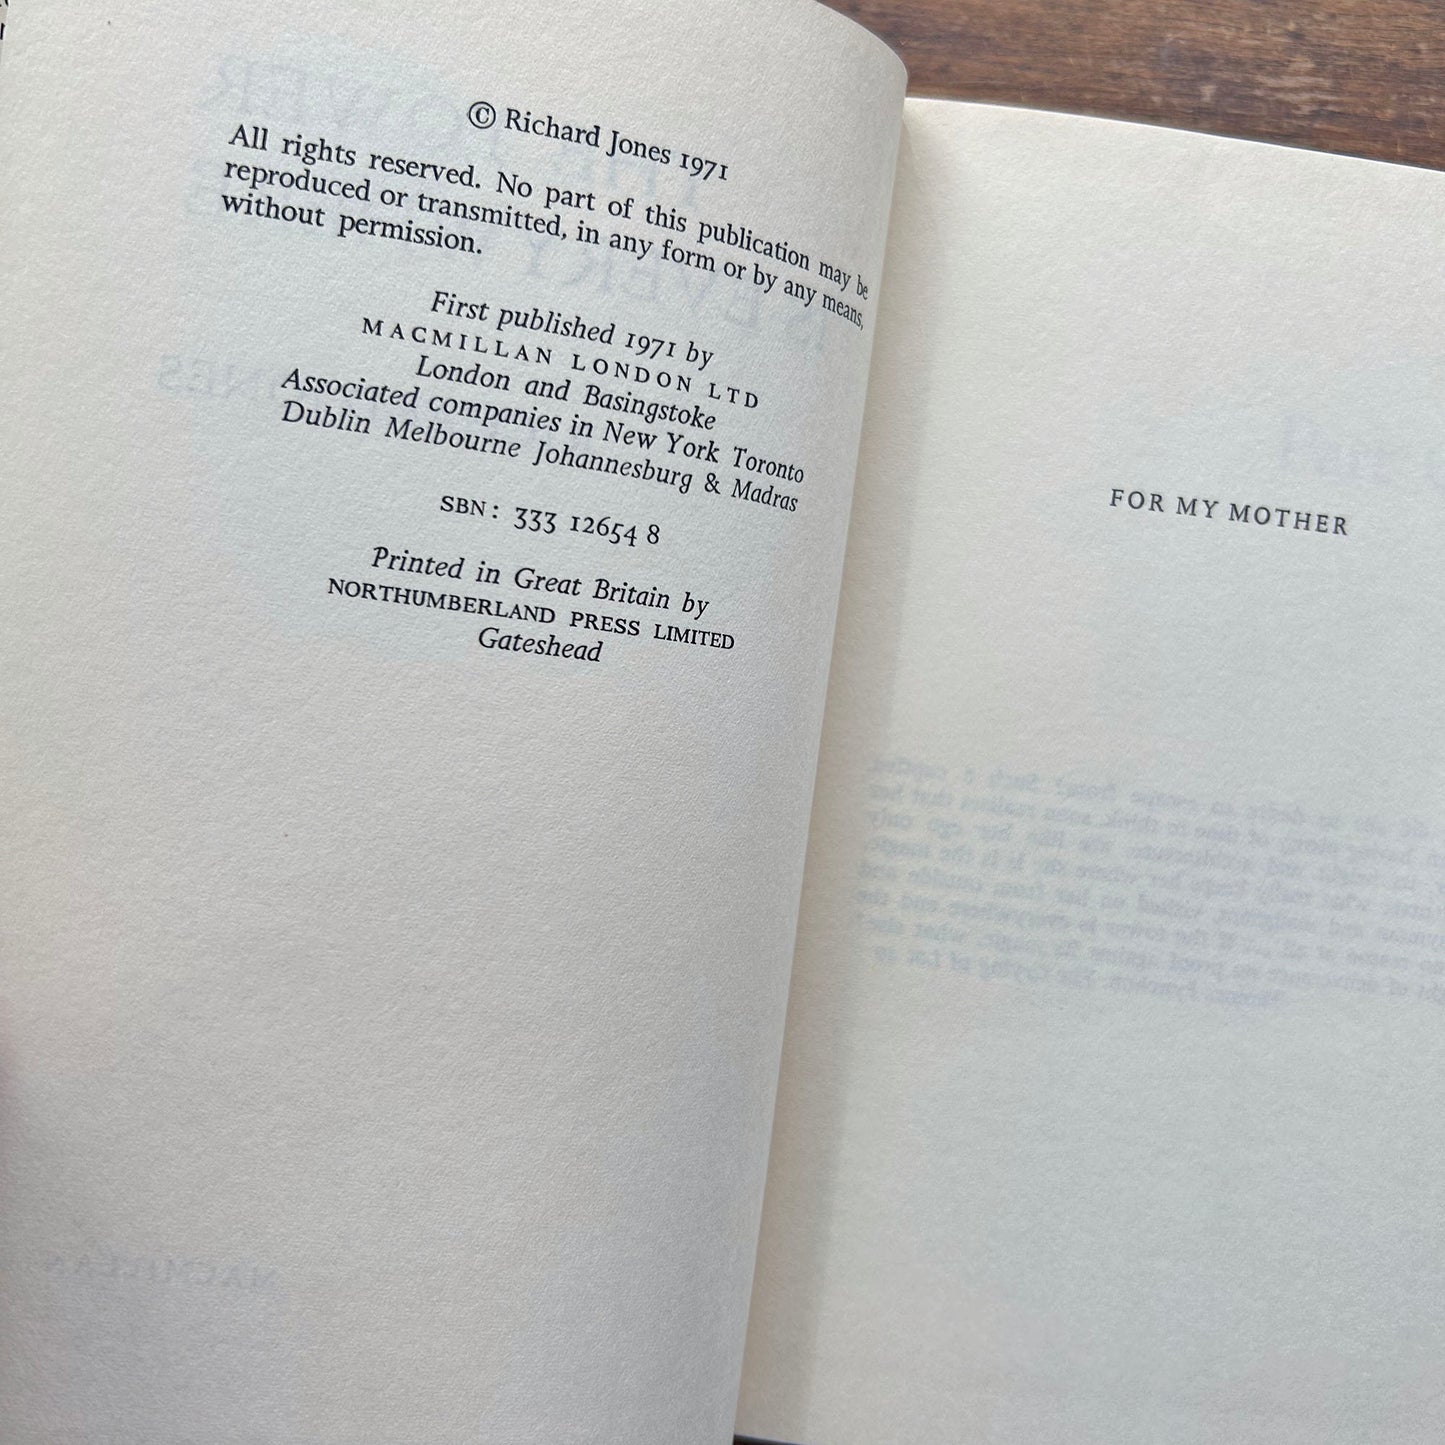 © Richard Jones 1971
All rights reserved. No part of this publication may be
reproduced or transmitted, in any form or by any means,
without permission.
First published 1971 by
MACMILLAN LONDON LTD
London and Basingstoke
Associated companies in New York Toronto
Dublin Melbourne Johannesburg & Madras
SBN: 333 12654 8
Printed in Great Britain by
NORTHUMBERLAND PRESS LIMITED
Gateshead
FOR MY MOTHER